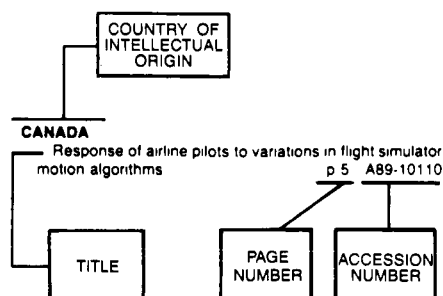 COUNTRY OF
INTELLECTUAL
ORIGIN
CANADA
Response of airline pilots to variations in flight simulator
motion algorithms p 5 A89-10110
TITLE
PAGE
NUMBER
ACCESSION
NUMBER